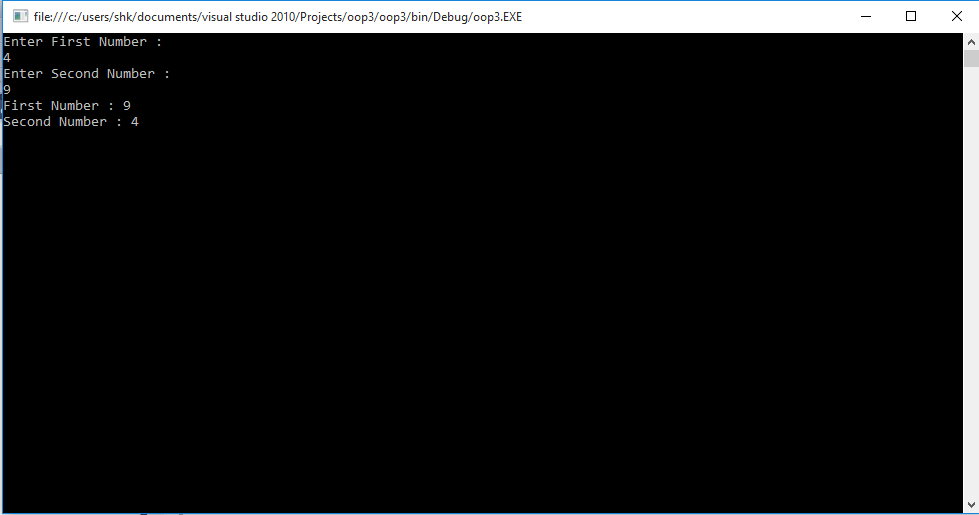 file:///c:/users/shk/documents/visual studio 2010/Projects/oop3/oop3/bin/Debug/oop3.EXE
Enter First Number :
4
Enter Second Number :
9
First Number : 9
Second Number : 4